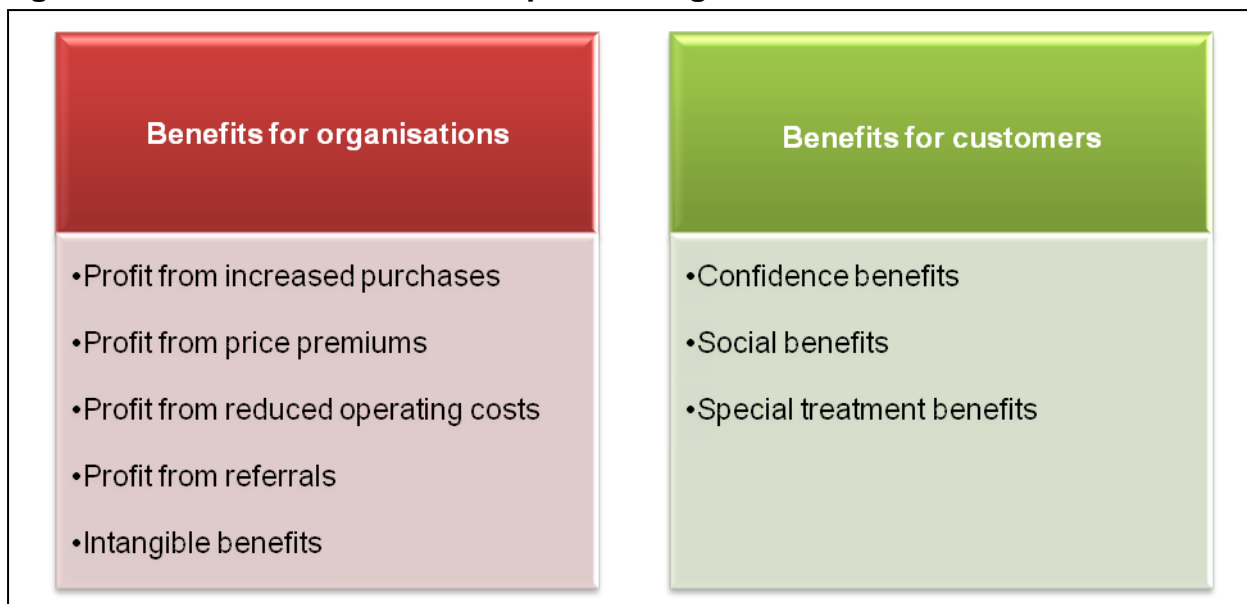 Benefits for organisations
•Profit from increased purchases
•Profit from price premiums
•Profit from reduced operating costs
•Profit from referrals
•Intangible benefits
Benefits for customers
•Confidence benefits
•Social benefits
•Special treatment benefits